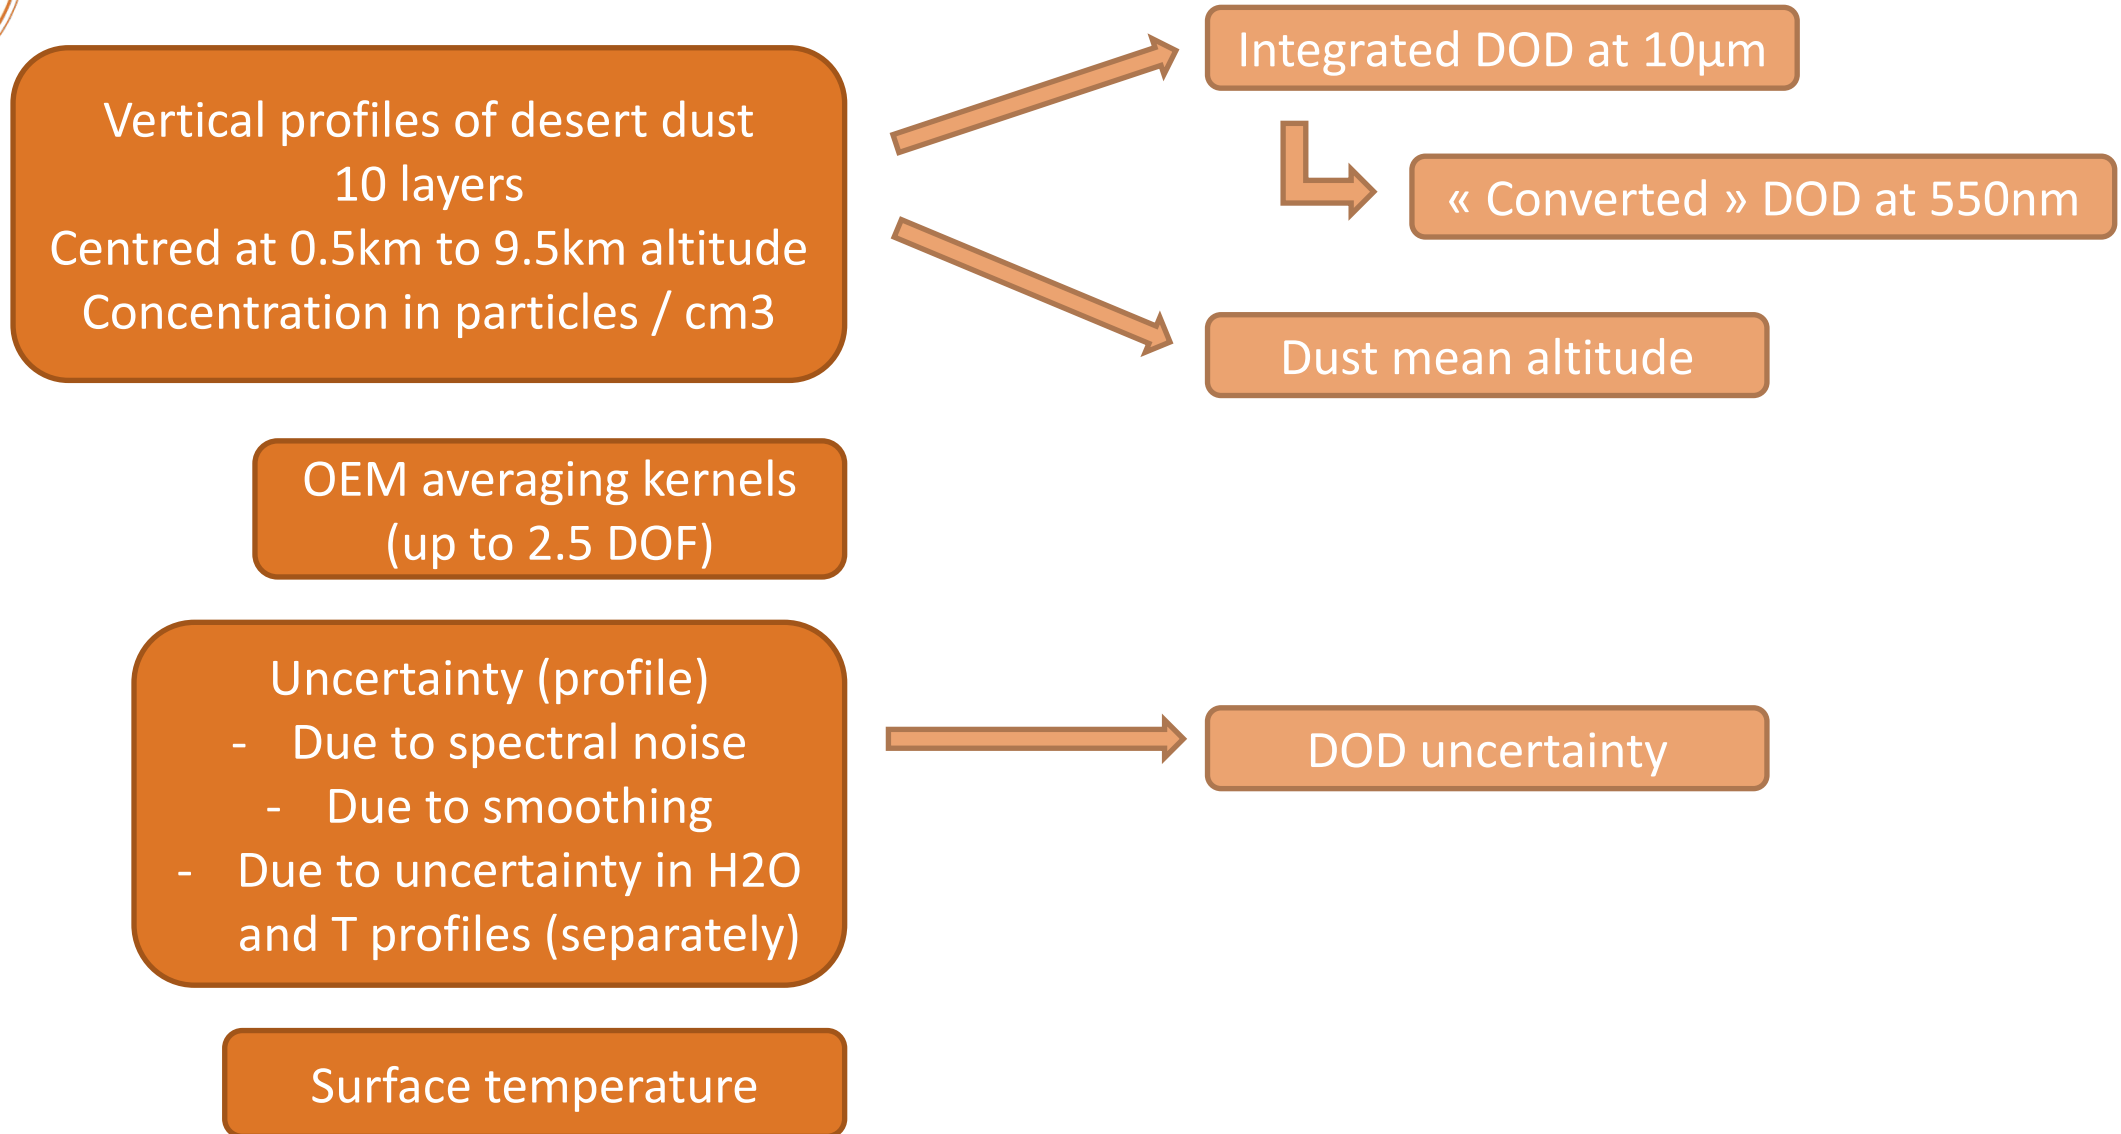 Vertical profiles of desert dust
10 layers
Centred at 0.5km to 9.5km altitude
Concentration in particles / cm3
Integrated DOD at 10µm
« Converted » DOD at 550nm
Dust mean altitude
OEM averaging kernels
(up to 2.5 DOF)
Uncertainty (profile)
- Due to spectral noise
- Due to smoothing
- Due to uncertainty in H2O
and T profiles (separately)
DOD uncertainty
Surface temperature